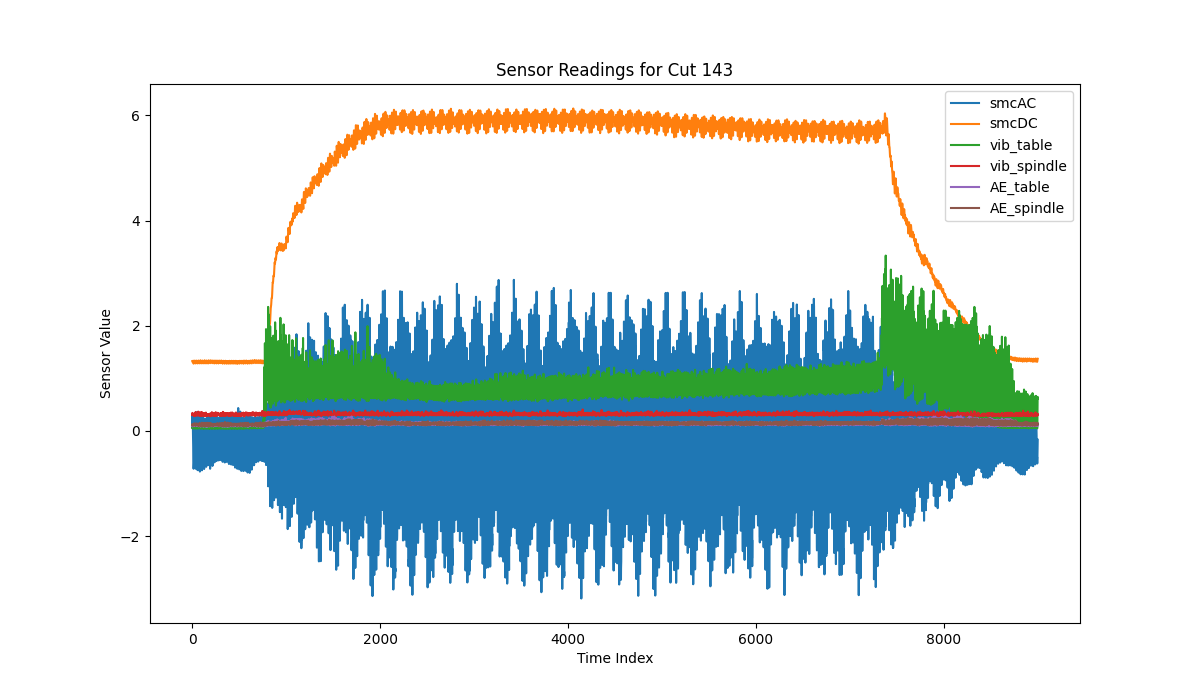 Sensor Readings for Cut 143
smcAC
smcDC
vib_table
vib_spindle
AE_table
AE_spindle
Sensor Value
6
4
2
0
−2
0
2000
4000
6000
8000
Time Index